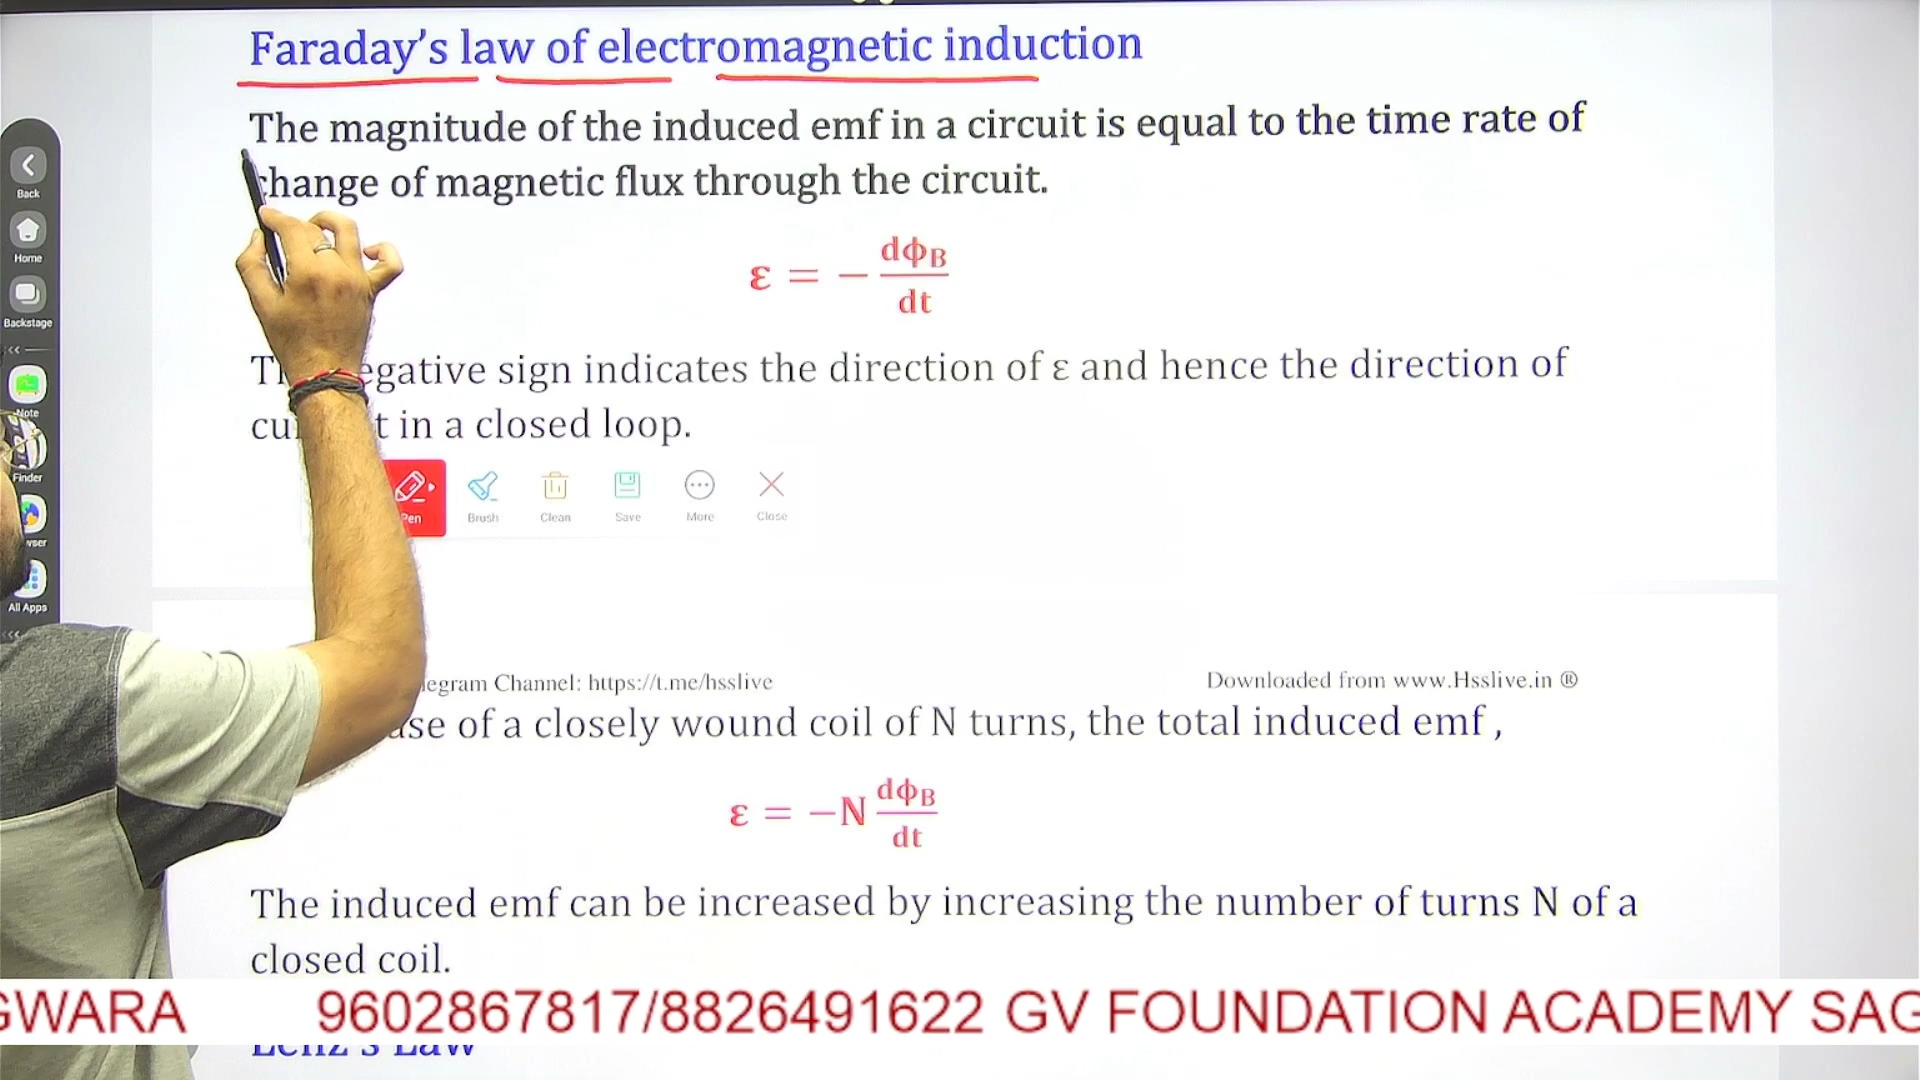 Faraday's law of electromagnetic induction
The magnitude of the induced emf in a circuit is equal to the time rate of
change of magnetic flux through the circuit.
ε = − dϕB/dt
egative sign indicates the direction of ε and hence the direction of
in a closed loop.
Back
Home
Backstage
Note
Finder
All Apps
Pen Brush Clean Save More Close
egram Channel: https://t.me/hsslive Downloaded from www.Hsslive.in ®
of a closely wound coil of N turns, the total induced emf ,
ε = −N dϕB/dt
The induced emf can be increased by increasing the number of turns N of a
closed coil.
GWARA 9602867817/8826491622 GV FOUNDATION ACADEMY SAG
Lenz's Law